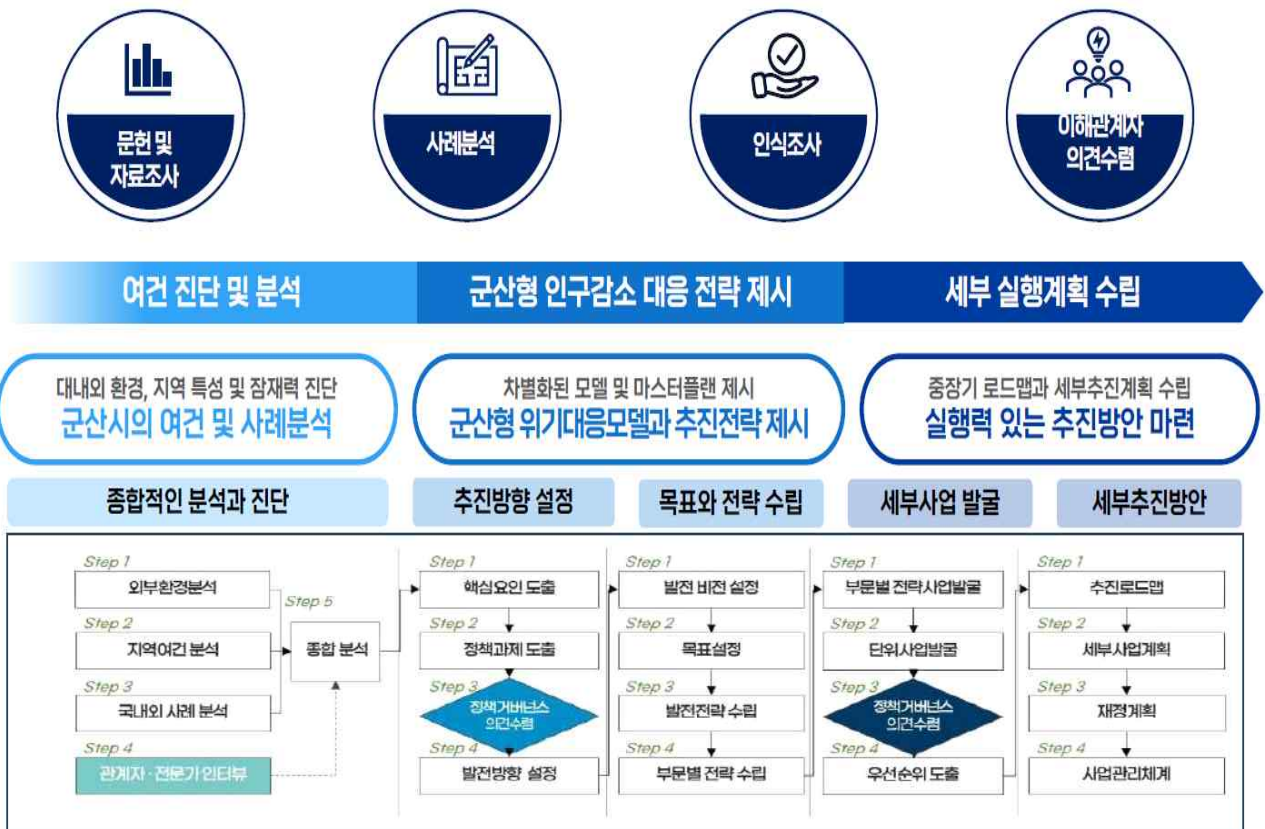 문헌 및
자료조사
사례분석
인식조사
이해관계자
의견수렴
여건 진단 및 분석
군산형 인구감소 대응 전략 제시
세부 실행계획 수립
대내외 환경, 지역 특성 및 잠재력 진단
군산시의 여건 및 사례분석
차별화된 모델 및 마스터플랜 제시
군산형 위기대응모델과 추진전략 제시
중장기 로드맵과 세부추진계획 수립
실행력 있는 추진방안 마련
종합적인 분석과 진단
추진방향 설정
목표와 전략 수립
세부사업 발굴
세부추진방안
Step 1
외부환경분석
Step 2
지역여건 분석
Step 3
국내외 사례 분석
Step 4
관계자·전문가 인터뷰
Step 5
종합 분석
Step 1
핵심요인 도출
Step 2
정책과제 도출
Step 3
정책거버넌스
의견수렴
Step 4
발전방향 설정
Step 1
발전 비전 설정
Step 2
목표설정
Step 3
발전전략 수립
Step 4
부문별 전략 수립
Step 1
부문별 전략사업발굴
Step 2
단위사업발굴
Step 3
정책거버넌스
의견수렴
Step 4
우선순위 도출
Step 1
추진로드맵
Step 2
세부사업계획
Step 3
재정계획
Step 4
사업관리체계